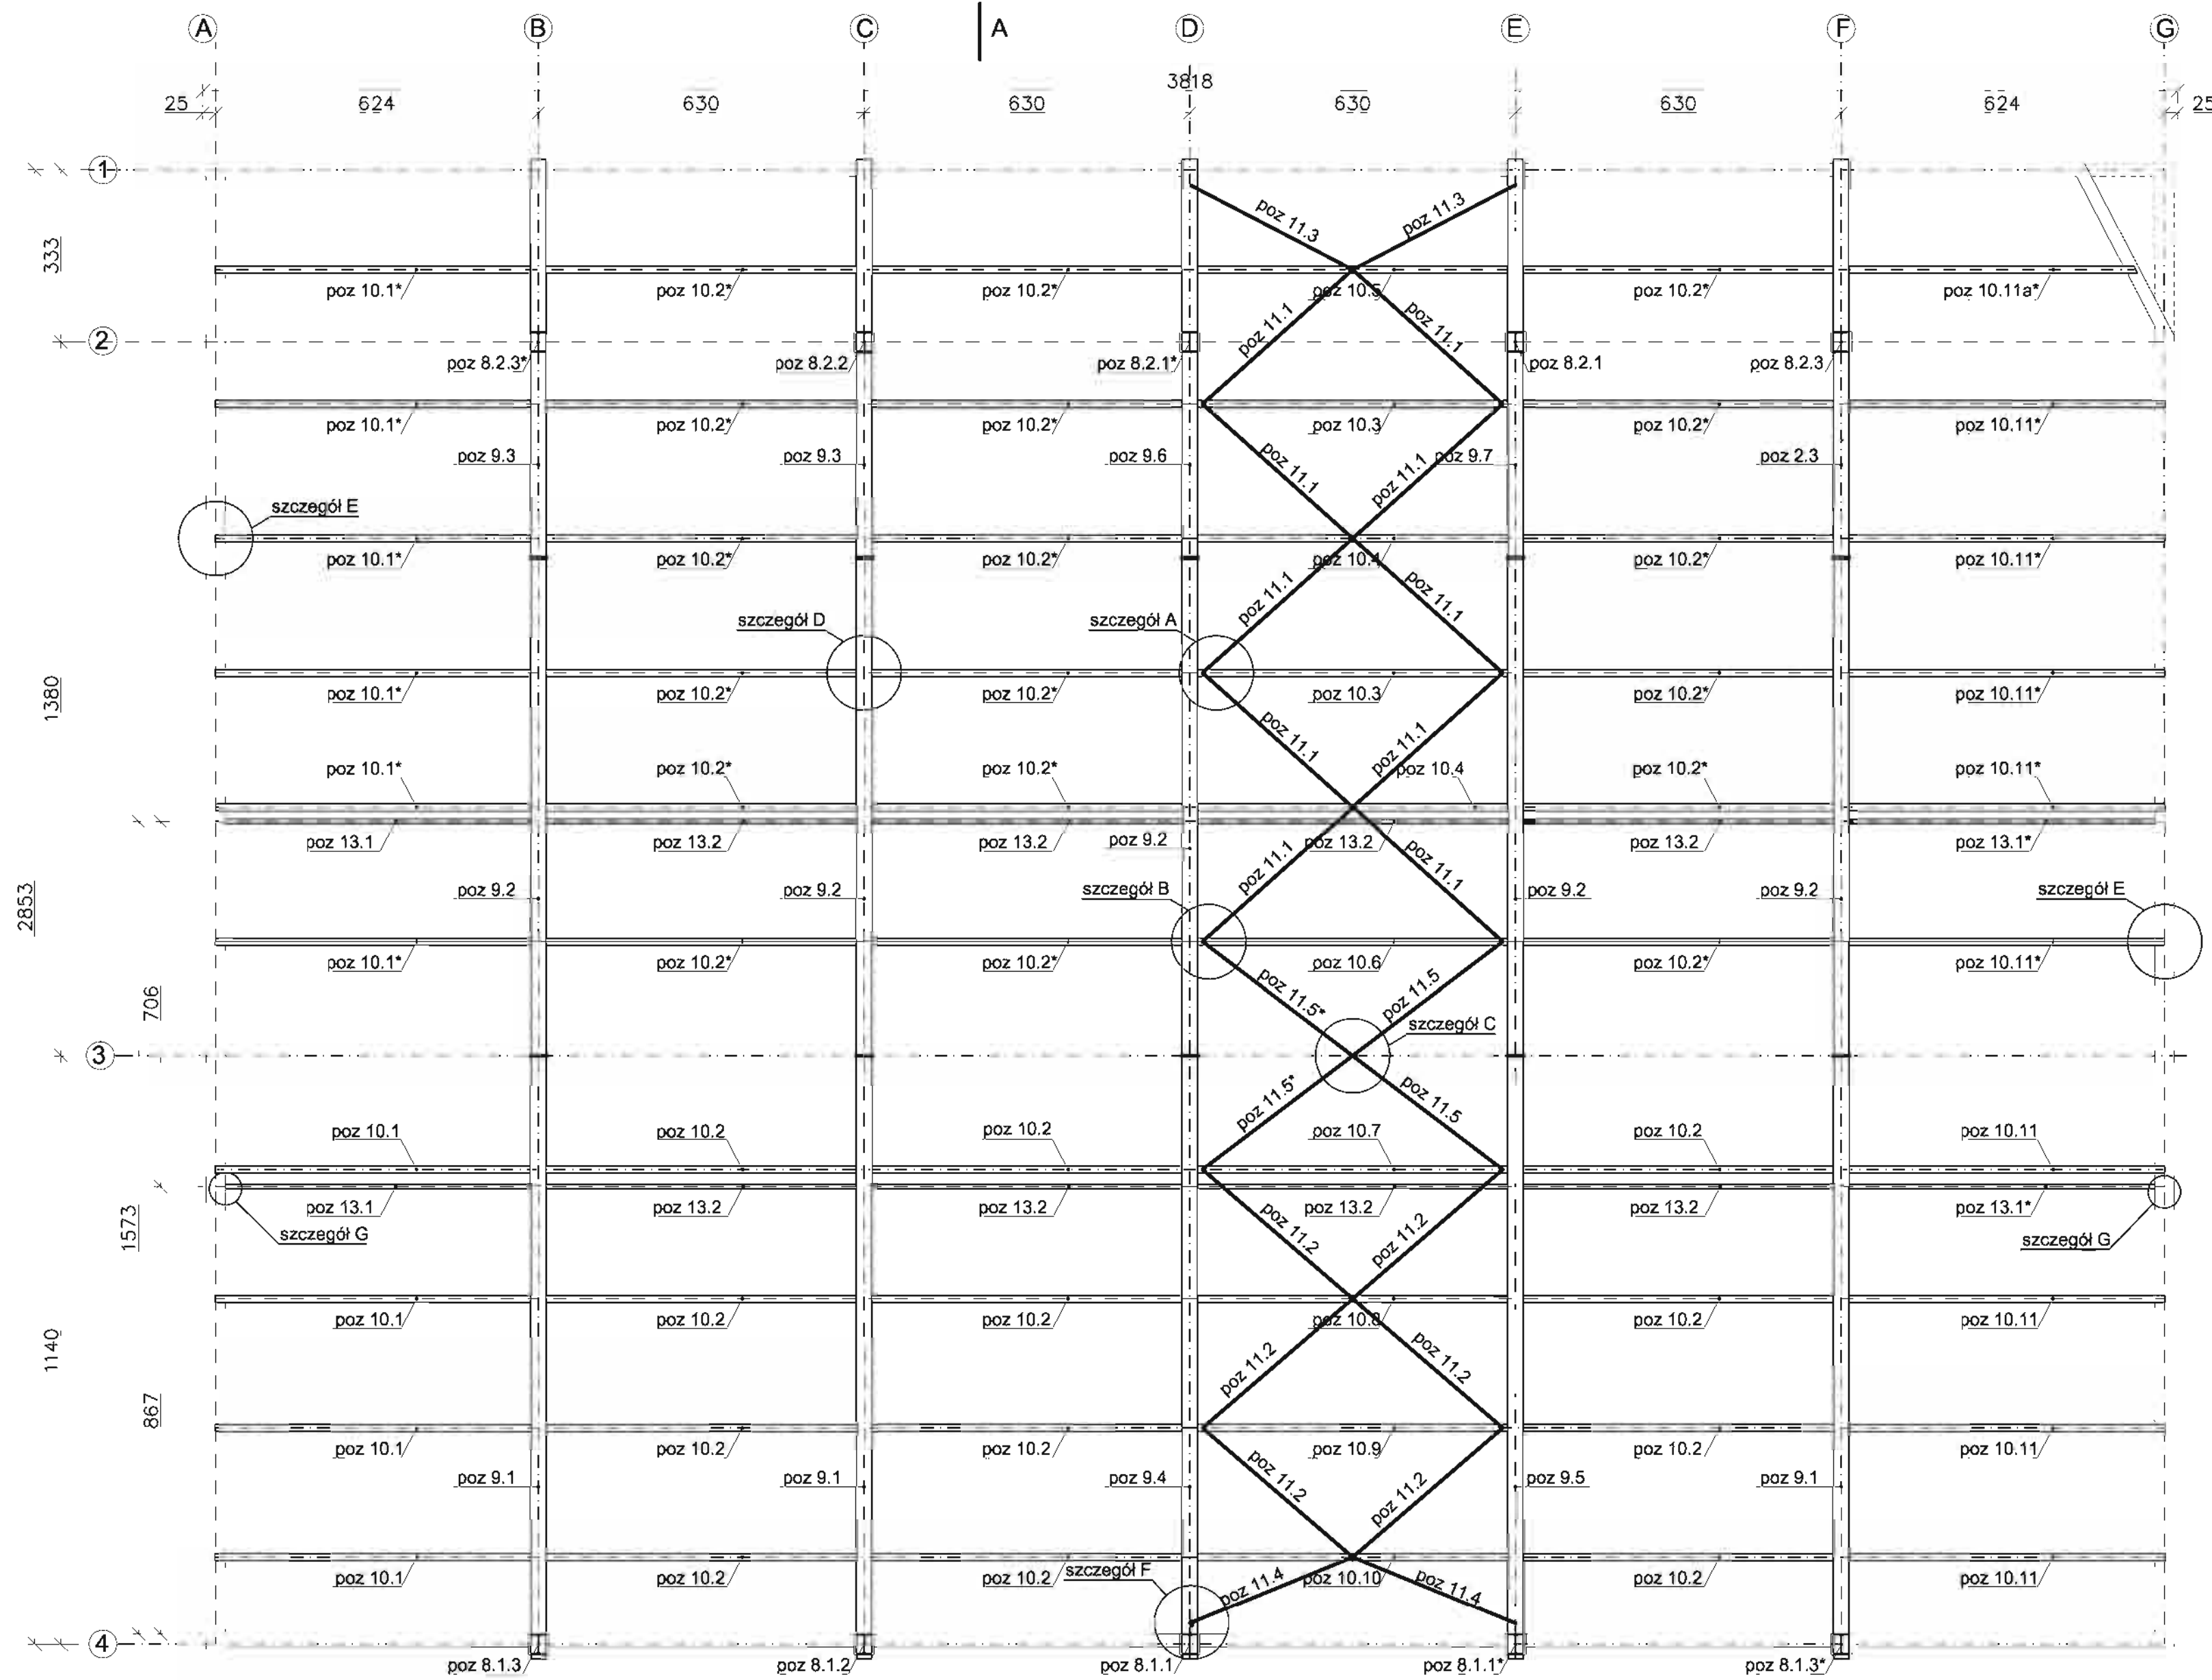 A B C A D E F G
3818
25 624 630 630 630 630 624 25
1
poz 11.3 poz 11.3
333
poz 10.1* poz 10.2* poz 10.2* poz 10.5 poz 10.2* poz 10.11a*
poz 11.1 poz 11.1
2
poz 8.2.3* poz 8.2.2 poz 8.2.1* poz 8.2.1 poz 8.2.3
poz 10.1* poz 10.2* poz 10.2* poz 10.3 poz 10.2* poz 10.11*
poz 9.3 poz 9.3 poz 9.6 poz 11.1 poz 11.1 poz 9.7 poz 2.3
szczegół E
poz 10.1* poz 10.2* poz 10.2* poz 10.4 poz 10.2* poz 10.11*
poz 11.1 poz 11.1
szczegół D szczegół A
1380
poz 10.1* poz 10.2* poz 10.2* poz 10.3 poz 10.2* poz 10.11*
poz 11.1 poz 11.1
poz 10.1* poz 10.2* poz 10.2* poz 10.4 poz 10.2* poz 10.11*
poz 13.1 poz 13.2 poz 13.2 poz 9.2 poz 13.2 poz 13.2 poz 13.1*
poz 11.1 poz 11.1
2853
poz 9.2 poz 9.2 szczegół B poz 9.2 poz 9.2 szczegół E
poz 10.1* poz 10.2* poz 10.2* poz 10.6 poz 10.2* poz 10.11*
706
poz 11.5* poz 11.5
szczegół C
3
poz 11.5* poz 11.5
poz 10.1 poz 10.2 poz 10.2 poz 10.7 poz 10.2 poz 10.11
poz 13.1 poz 13.2 poz 13.2 poz 13.2 poz 13.2 poz 13.1*
1573
szczegół G poz 11.2 poz 11.2 szczegół G
poz 10.1 poz 10.2 poz 10.2 poz 10.8 poz 10.2 poz 10.11
1140
poz 11.2 poz 11.2
867
poz 10.1 poz 10.2 poz 10.2 poz 10.9 poz 10.2 poz 10.11
poz 9.1 poz 9.1 poz 9.4 poz 11.2 poz 11.2 poz 9.5 poz 9.1
poz 10.1 poz 10.2 poz 10.2 szczegół F poz 10.10 poz 10.2 poz 10.11
poz 11.4 poz 11.4
4
poz 8.1.3 poz 8.1.2 poz 8.1.1 poz 8.1.1* poz 8.1.3*